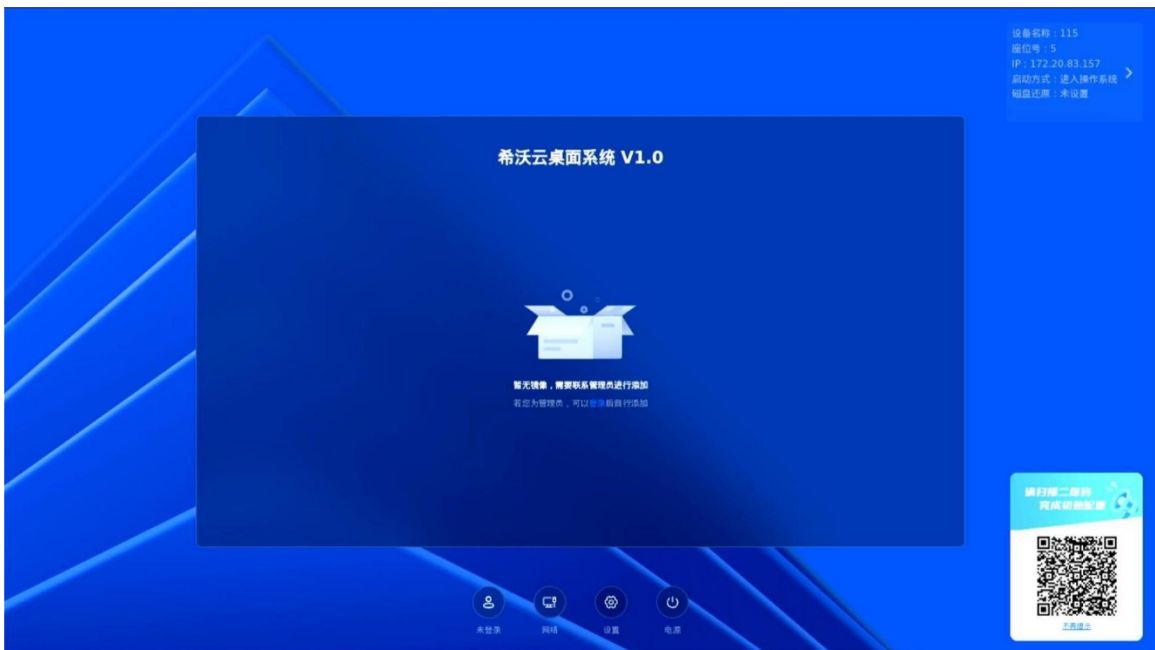 设备名称：115
座位号：5
IP：172.20.83.157
启动方式：进入操作系统
磁盘还原：未设置
希沃云桌面系统 V1.0
暂无镜像，需要联系管理员进行添加
若您为管理员，可以登录后自行添加
请扫描二维码
完成机房配置
不再提示
未登录
网络
设置
电源